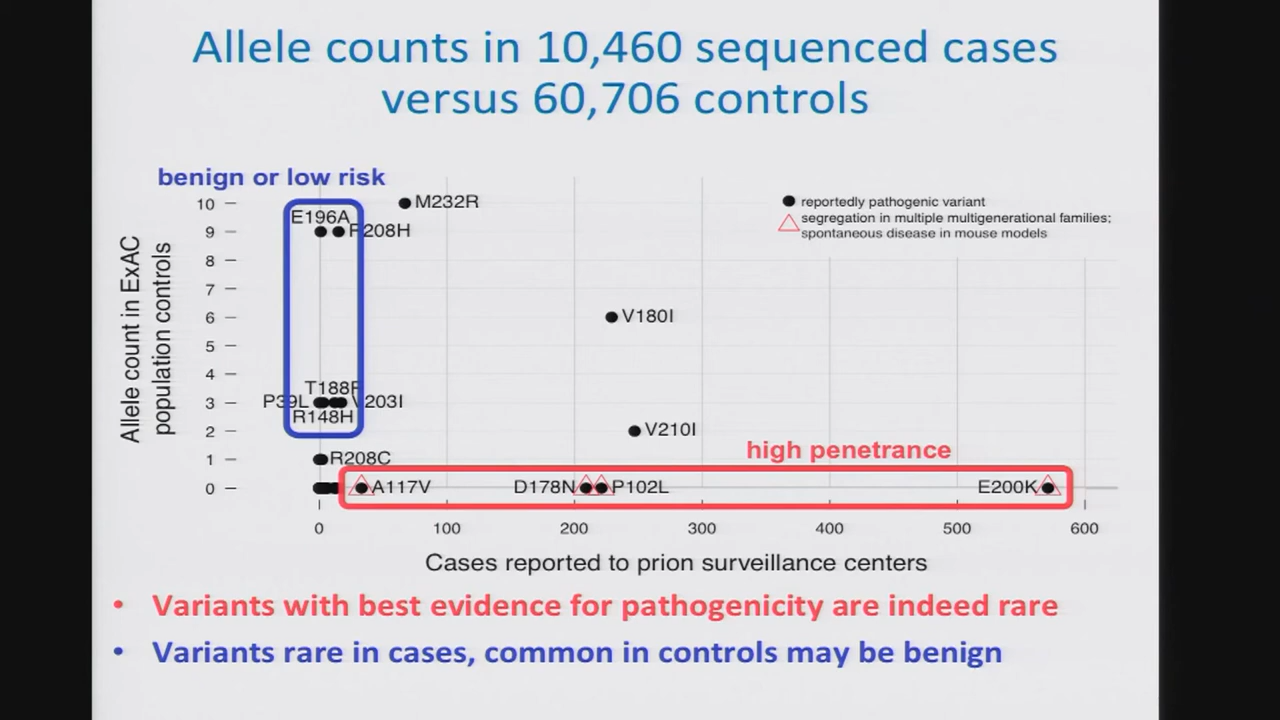 Allele counts in 10,460 sequenced cases
versus 60,706 controls
benign or low risk
Allele count in ExAC
population controls
10
9
8
7
6
5
4
3
2
1
0
M232R
E196A
R208H
V180I
T188R
P39L
V203I
R148H
V210I
R208C
high penetrance
A117V
D178N
P102L
E200K
reportedly pathogenic variant
segregation in multiple multigenerational families;
spontaneous disease in mouse models
0 100 200 300 400 500 600
Cases reported to prion surveillance centers
• Variants with best evidence for pathogenicity are indeed rare
• Variants rare in cases, common in controls may be benign